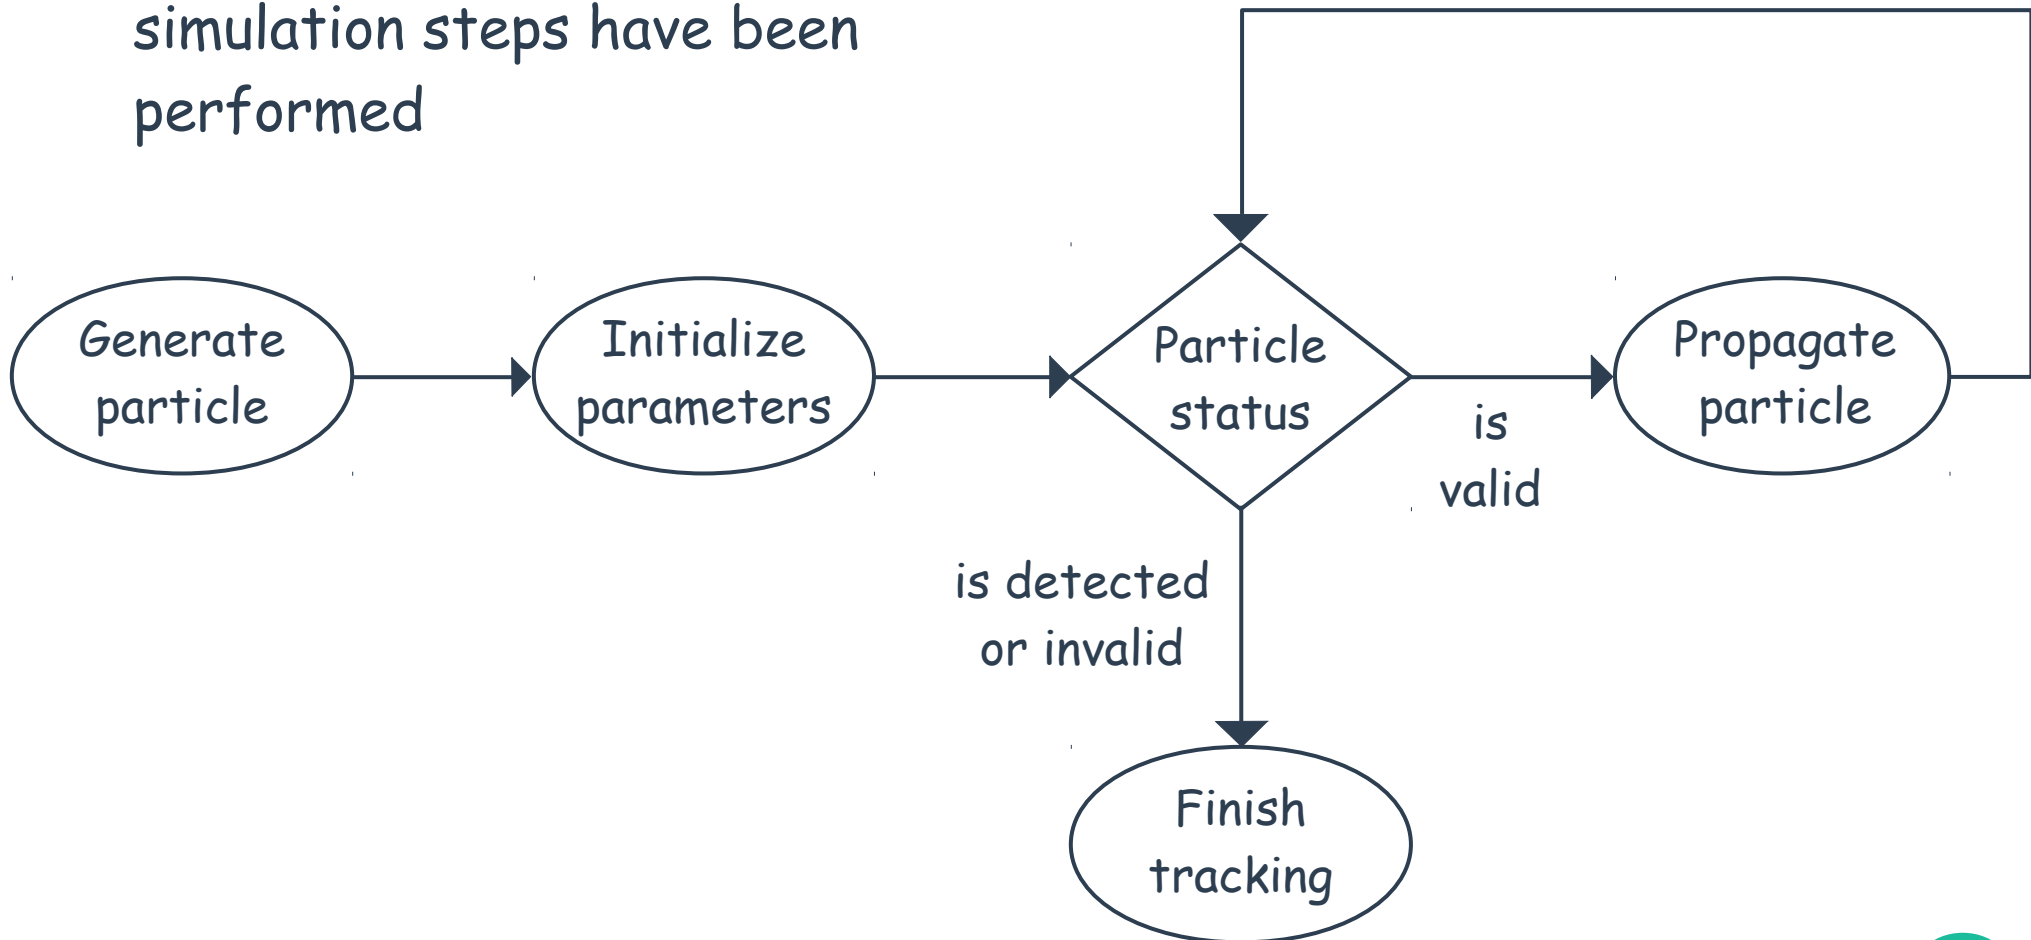 simulation steps have been
performed
Generate
particle
Initialize
parameters
Particle
status
is
valid
Propagate
particle
is detected
or invalid
Finish
tracking